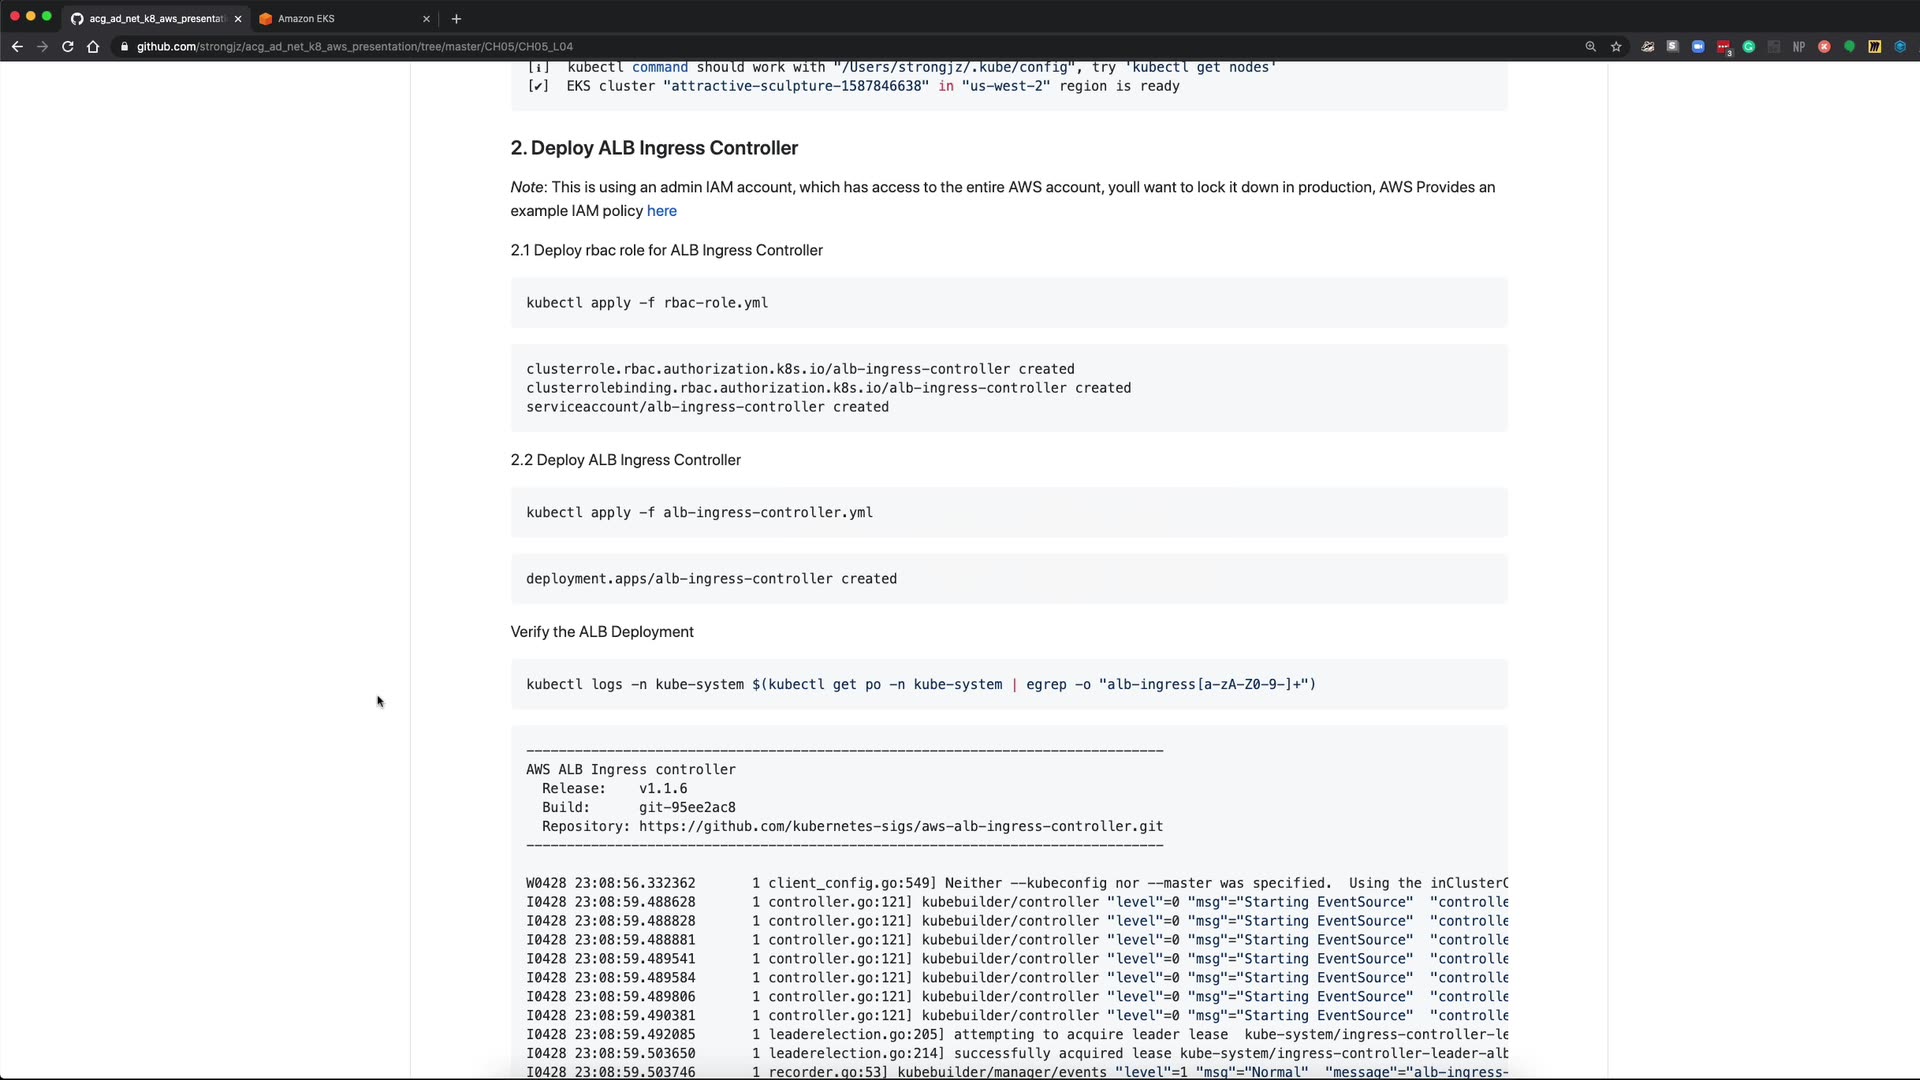 acg_ad_net_k8_aws_presentati
Amazon EKS
github.com/strongjz/acg_ad_net_k8_aws_presentation/tree/master/CH05/CH05_L04
[ℹ]  kubectl command should work with "/Users/strongjz/.kube/config", try 'kubectl get nodes'
[✔]  EKS cluster "attractive-sculpture-1587846638" in "us-west-2" region is ready
2. Deploy ALB Ingress Controller
Note: This is using an admin IAM account, which has access to the entire AWS account, youll want to lock it down in production, AWS Provides an
example IAM policy here
2.1 Deploy rbac role for ALB Ingress Controller
kubectl apply -f rbac-role.yml
clusterrole.rbac.authorization.k8s.io/alb-ingress-controller created
clusterrolebinding.rbac.authorization.k8s.io/alb-ingress-controller created
serviceaccount/alb-ingress-controller created
2.2 Deploy ALB Ingress Controller
kubectl apply -f alb-ingress-controller.yml
deployment.apps/alb-ingress-controller created
Verify the ALB Deployment
kubectl logs -n kube-system $(kubectl get po -n kube-system | egrep -o "alb-ingress[a-zA-Z0-9-]+")
-------------------------------------------------------------------------------
AWS ALB Ingress controller
  Release:    v1.1.6
  Build:      git-95ee2ac8
  Repository: https://github.com/kubernetes-sigs/aws-alb-ingress-controller.git
-------------------------------------------------------------------------------
W0428 23:08:56.332362       1 client_config.go:549] Neither --kubeconfig nor --master was specified.  Using the inClusterC
I0428 23:08:59.488628       1 controller.go:121] kubebuilder/controller "level"=0 "msg"="Starting EventSource"  "controlle
I0428 23:08:59.488828       1 controller.go:121] kubebuilder/controller "level"=0 "msg"="Starting EventSource"  "controlle
I0428 23:08:59.488881       1 controller.go:121] kubebuilder/controller "level"=0 "msg"="Starting EventSource"  "controlle
I0428 23:08:59.489541       1 controller.go:121] kubebuilder/controller "level"=0 "msg"="Starting EventSource"  "controlle
I0428 23:08:59.489584       1 controller.go:121] kubebuilder/controller "level"=0 "msg"="Starting EventSource"  "controlle
I0428 23:08:59.489806       1 controller.go:121] kubebuilder/controller "level"=0 "msg"="Starting EventSource"  "controlle
I0428 23:08:59.490381       1 controller.go:121] kubebuilder/controller "level"=0 "msg"="Starting EventSource"  "controlle
I0428 23:08:59.492085       1 leaderelection.go:205] attempting to acquire leader lease  kube-system/ingress-controller-le
I0428 23:08:59.503650       1 leaderelection.go:214] successfully acquired lease kube-system/ingress-controller-leader-alb
I0428 23:08:59.503746       1 recorder.go:53] kubebuilder/manager/events "level"=1 "msg"="Normal"  "message"="alb-ingress-